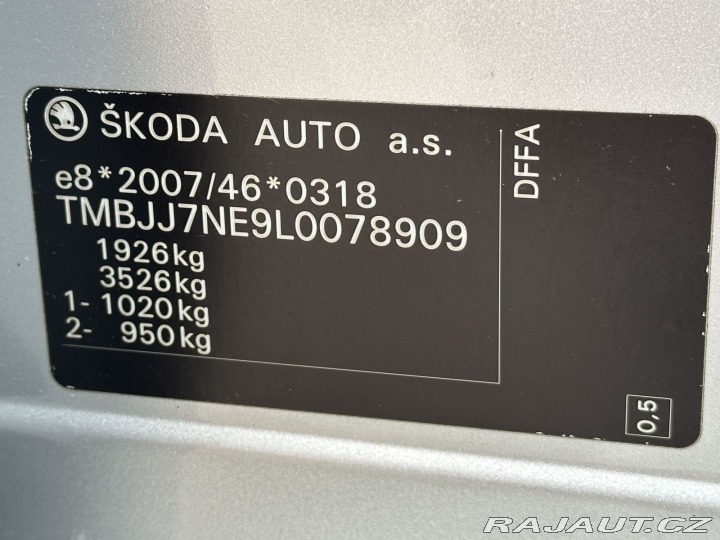 ŠKODA AUTO a.s.
e8*2007/46*0318
TMBJJ7NE9L0078909
1926kg
3526kg
1- 1020kg
2- 950kg
DFFA
0,5
RAJAUT.CZ